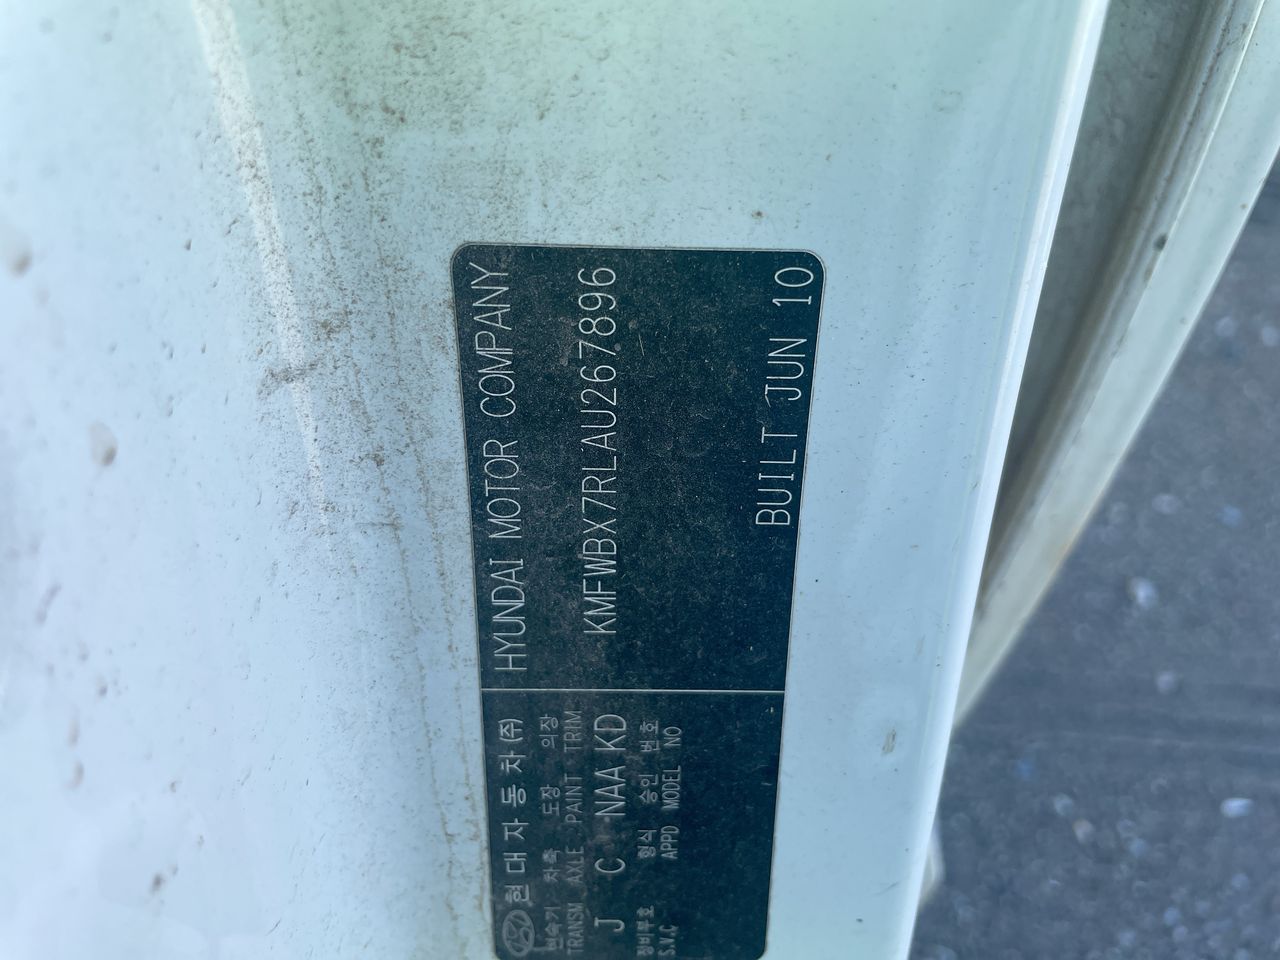 현대자동차(주) HYUNDAI MOTOR COMPANY
변속기 차축 도장 의장
TRANSM AXLE PAINT TRIM
J C NAA KD KMFWBX7RLAU267896
정비부호 형식 승인 번호
S.V.C APPD MODEL NO
BUILT JUN 10